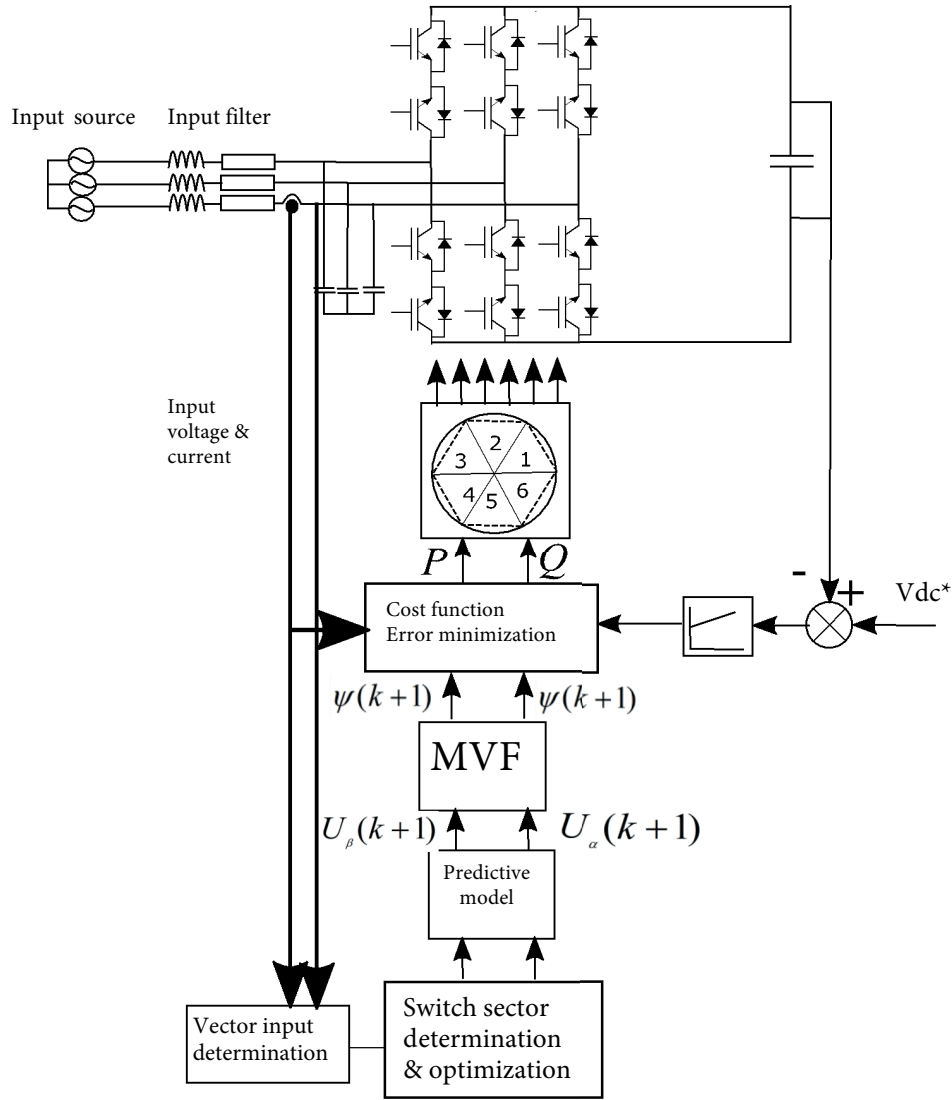 Input source
Input filter
Input
voltage &
current
2
3
1
4
5
6
P
Q
-
+
Vdc*
Cost function
Error minimization
ψ(k+1)
ψ(k+1)
MVF
U_β(k+1)
U_α(k+1)
Predictive
model
Vector input
determination
Switch sector
determination
& optimization